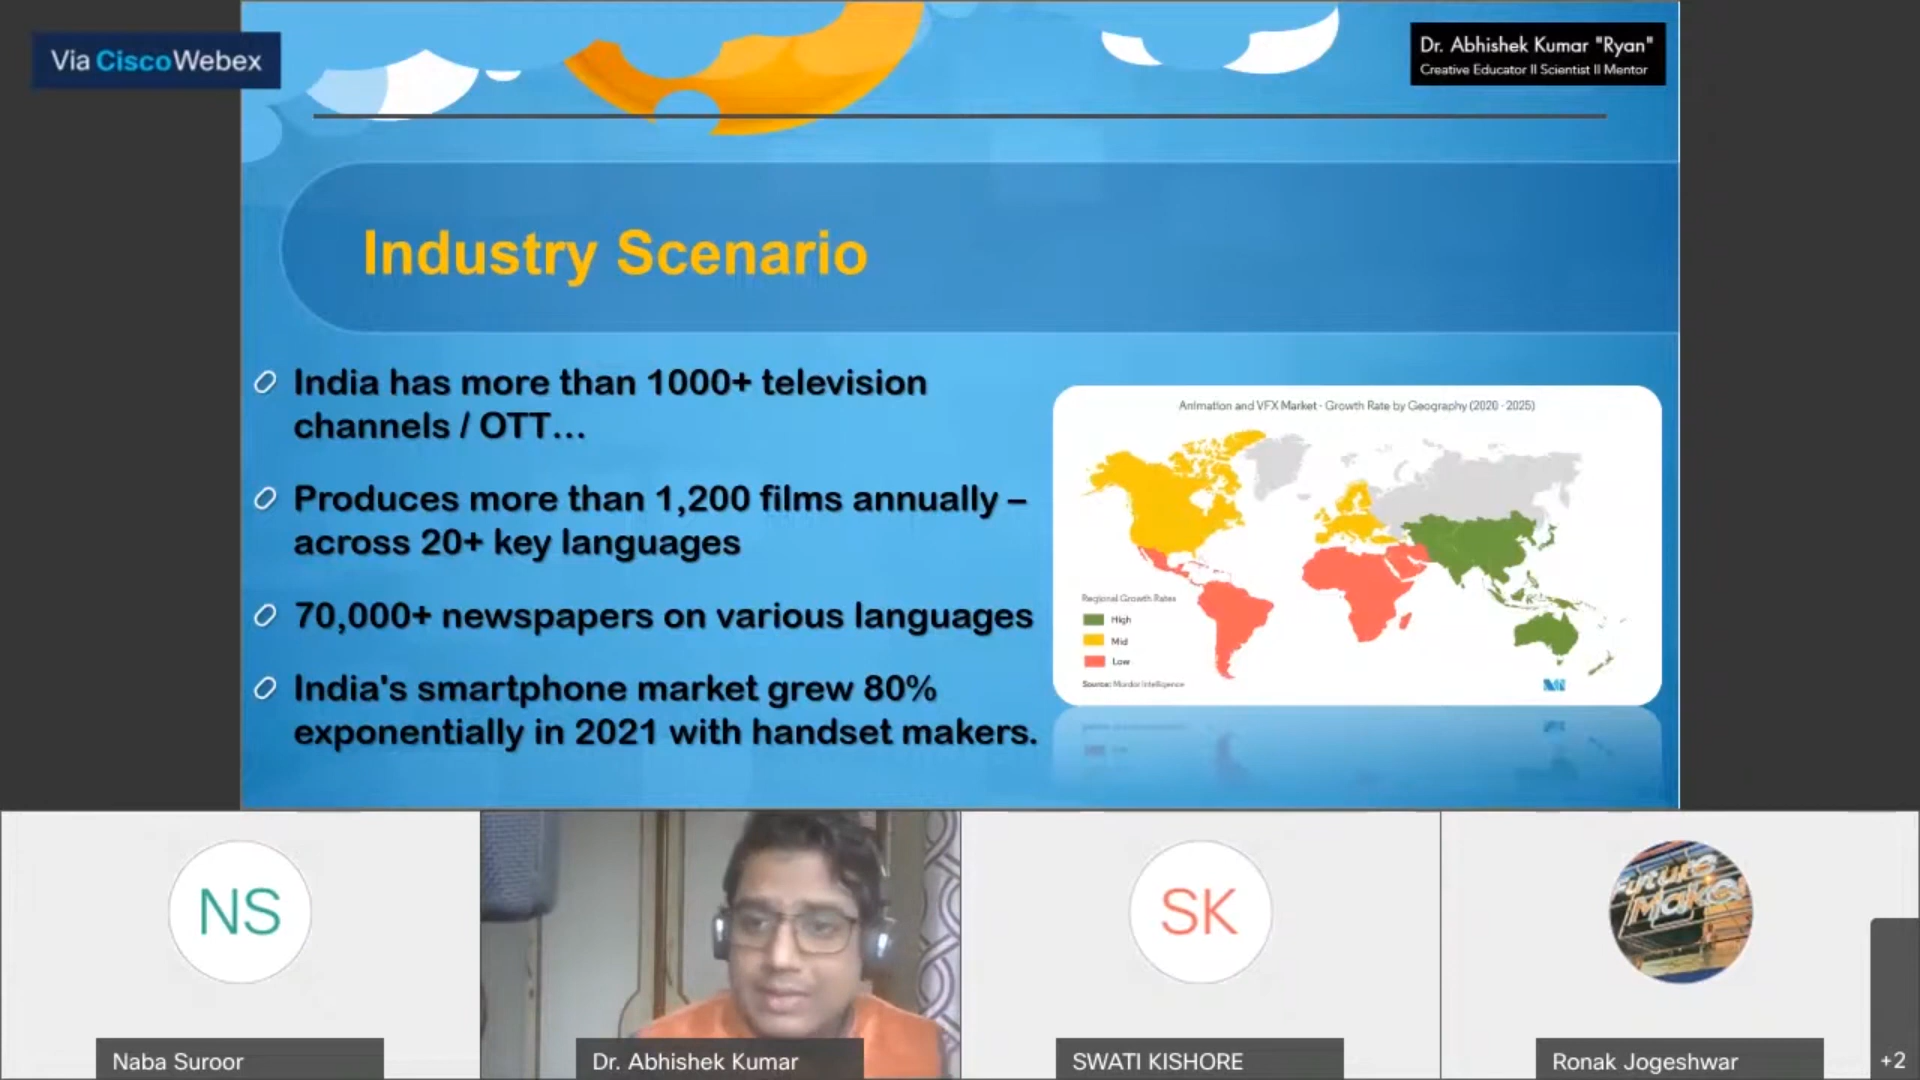 Via CiscoWebex
Dr. Abhishek Kumar "Ryan"
Creative Educator II Scientist II Mentor
Industry Scenario
India has more than 1000+ television
channels / OTT...
Produces more than 1,200 films annually –
across 20+ key languages
70,000+ newspapers on various languages
India's smartphone market grew 80%
exponentially in 2021 with handset makers.
Animation and VFX Market - Growth Rate by Geography (2020 - 2025)
Regional Growth Rates
High
Mid
Low
Source: Mordor Intelligence
NS
SK
Future
Maker
Naba Suroor
Dr. Abhishek Kumar
SWATI KISHORE
Ronak Jogeshwar
+2